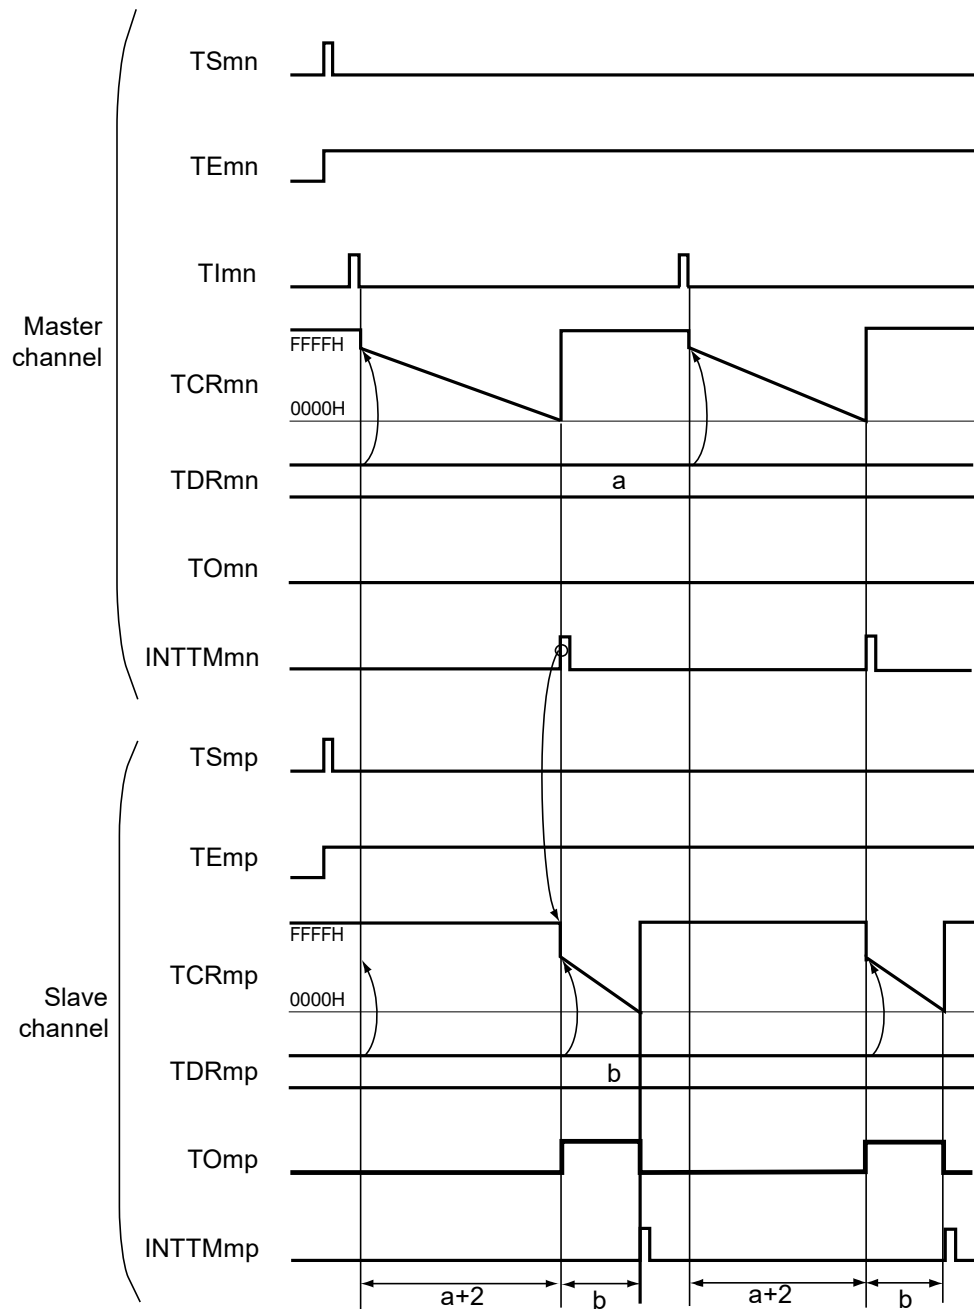 TSmn
TEmn
TImn
Master
channel
FFFFH
TCRmn
0000H
TDRmn
a
TOmn
INTTMmn
TSmp
TEmp
FFFFH
TCRmp
0000H
Slave
channel
TDRmp
b
TOmp
INTTMmp
a+2
b
a+2
b